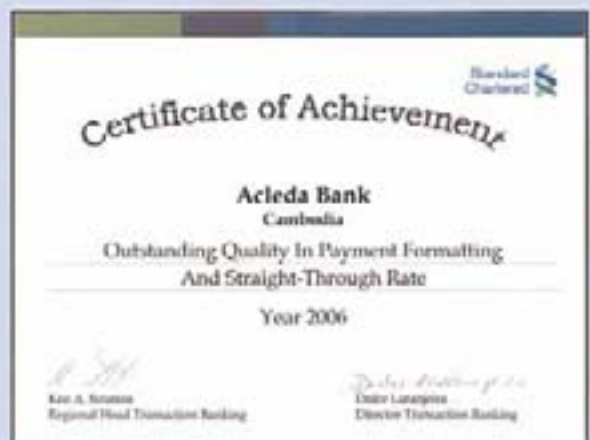 Standard
Chartered
Certificate of Achievement
Acleda Bank
Cambodia
Outstanding Quality In Payment Formatting
And Straight-Through Rate
Year 2006
Ken A.
Regional Head Transaction Banking
Director Transaction Banking